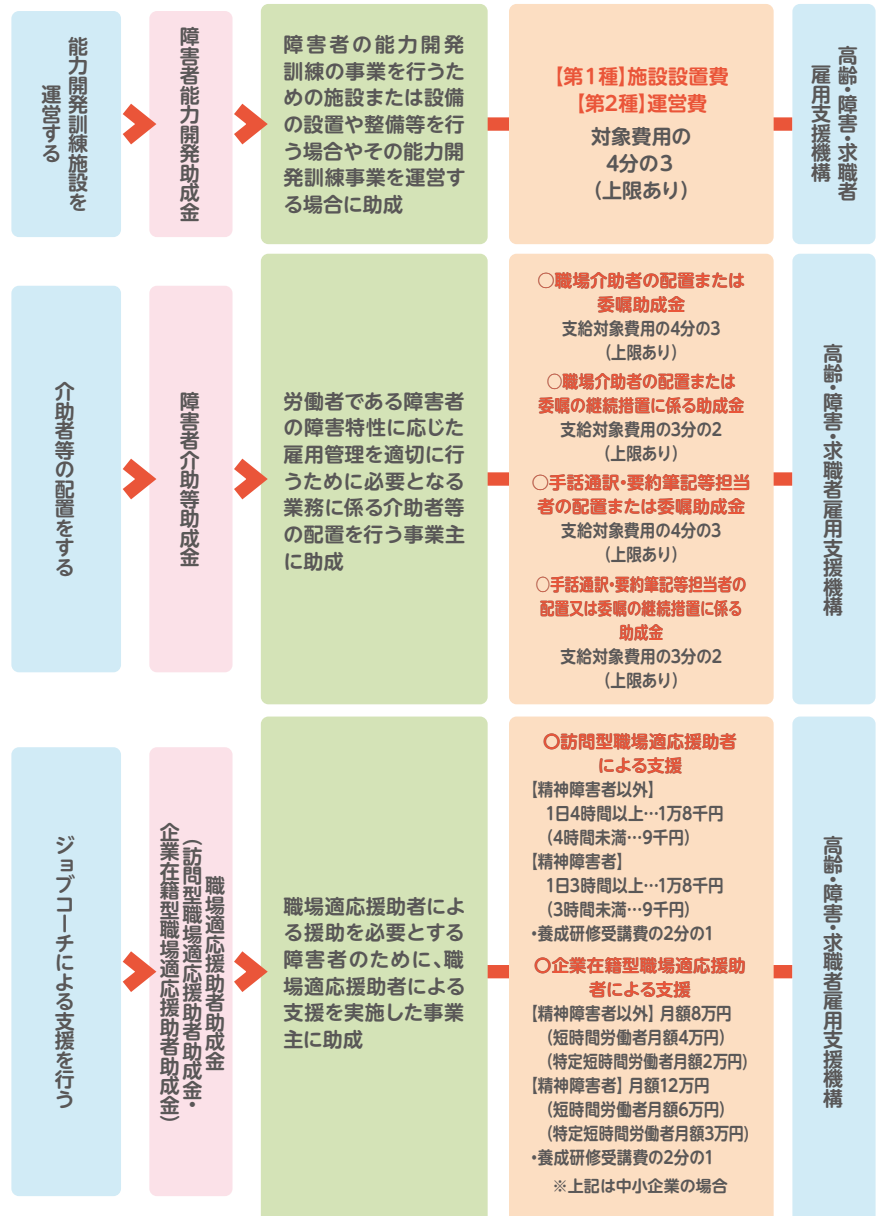 能力開発訓練施設を
運営する
障害者能力開発助成金
障害者の能力開発
訓練の事業を行うた
めの施設または設備
の設置や整備等を行
う場合やその能力開
発訓練事業を運営す
る場合に助成
【第1種】施設設置費
【第2種】運営費
対象費用の
4分の3
(上限あり)
高齢・障害・求職者
雇用支援機構
介助者等の配置をする
障害者介助等助成金
労働者である障害者
の障害特性に応じた
雇用管理を適切に行
うために必要となる
業務に係る介助者等
の配置を行う事業主
に助成
○職場介助者の配置または
委嘱助成金
支給対象費用の4分の3
(上限あり)
○職場介助者の配置または
委嘱の継続措置に係る助成金
支給対象費用の3分の2
(上限あり)
○手話通訳・要約筆記等担当
者の配置または委嘱助成金
支給対象費用の4分の3
(上限あり)
○手話通訳・要約筆記等担当者の
配置又は委嘱の継続措置に係る
助成金
支給対象費用の3分の2
(上限あり)
高齢・障害・求職者雇用支援機構
ジョブコーチによる支援を行う
職場適応援助者助成金
(訪問型職場適応援助者助成金・
企業在籍型職場適応援助者助成金)
職場適応援助者によ
る援助を必要とする
障害者のために、職
場適応援助者による
支援を実施した事業
主に助成
○訪問型職場適応援助者
による支援
【精神障害者以外】
1日4時間以上…1万8千円
(4時間未満…9千円)
【精神障害者】
1日3時間以上…1万8千円
(3時間未満…9千円)
・養成研修受講費の2分の1
○企業在籍型職場適応援助
者による支援
【精神障害者以外】月額8万円
(短時間労働者月額4万円)
(特定短時間労働者月額2万円)
【精神障害者】月額12万円
(短時間労働者月額6万円)
(特定短時間労働者月額3万円)
・養成研修受講費の2分の1
※上記は中小企業の場合
高齢・障害・求職者雇用支援機構